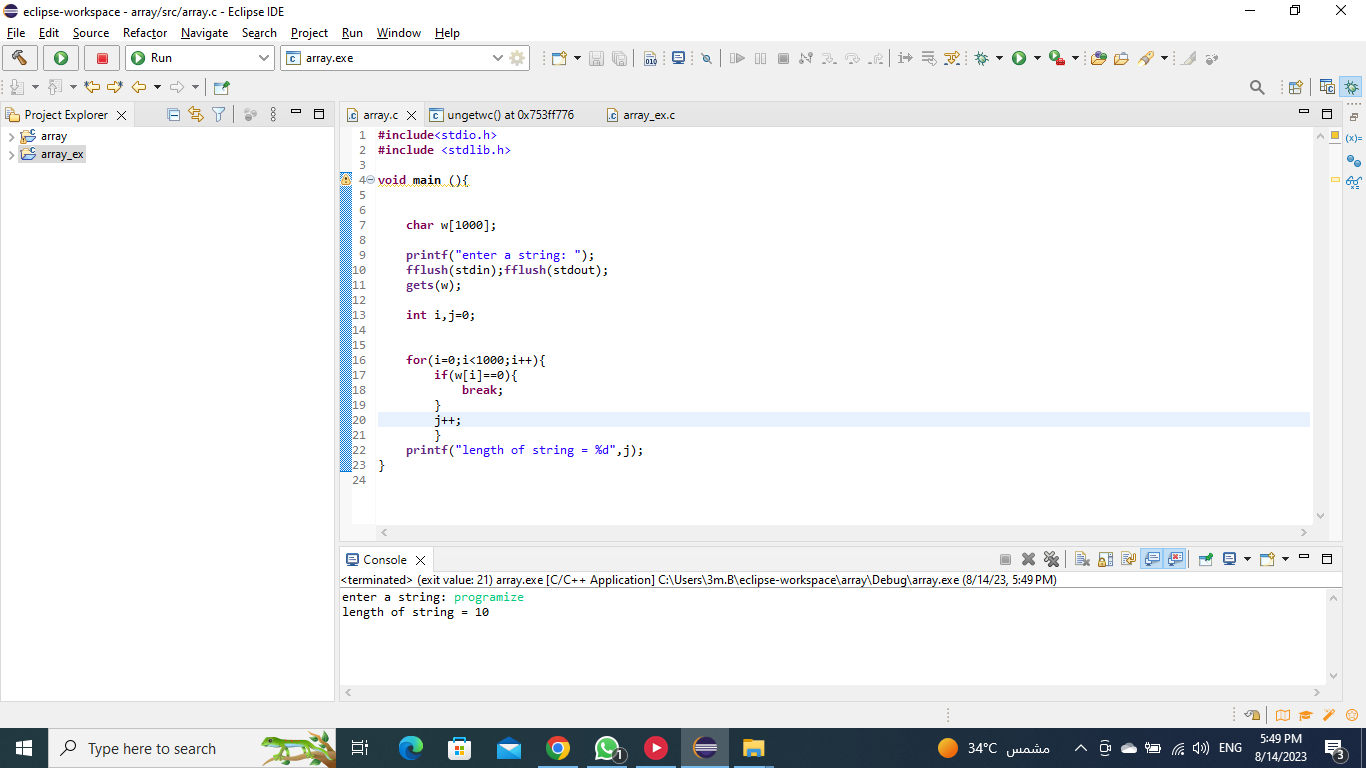 eclipse-workspace - array/src/array.c - Eclipse IDE
File Edit Source Refactor Navigate Search Project Run Window Help
Run array.exe
Project Explorer
array
array_ex
array.c ungetwc() at 0x753ff776 array_ex.c
1 #include<stdio.h>
2 #include <stdlib.h>
3
4 void main (){
5
6
7 char w[1000];
8
9 printf("enter a string: ");
10 fflush(stdin);fflush(stdout);
11 gets(w);
12
13 int i,j=0;
14
15
16 for(i=0;i<1000;i++){
17 if(w[i]==0){
18 break;
19 }
20 j++;
21 }
22 printf("length of string = %d",j);
23 }
24
Console
<terminated> (exit value: 21) array.exe [C/C++ Application] C:\Users\3m.B\eclipse-workspace\array\Debug\array.exe (8/14/23, 5:49 PM)
enter a string: programize
length of string = 10
Type here to search
1
34°C مشمس
ENG
5:49 PM
8/14/2023
3